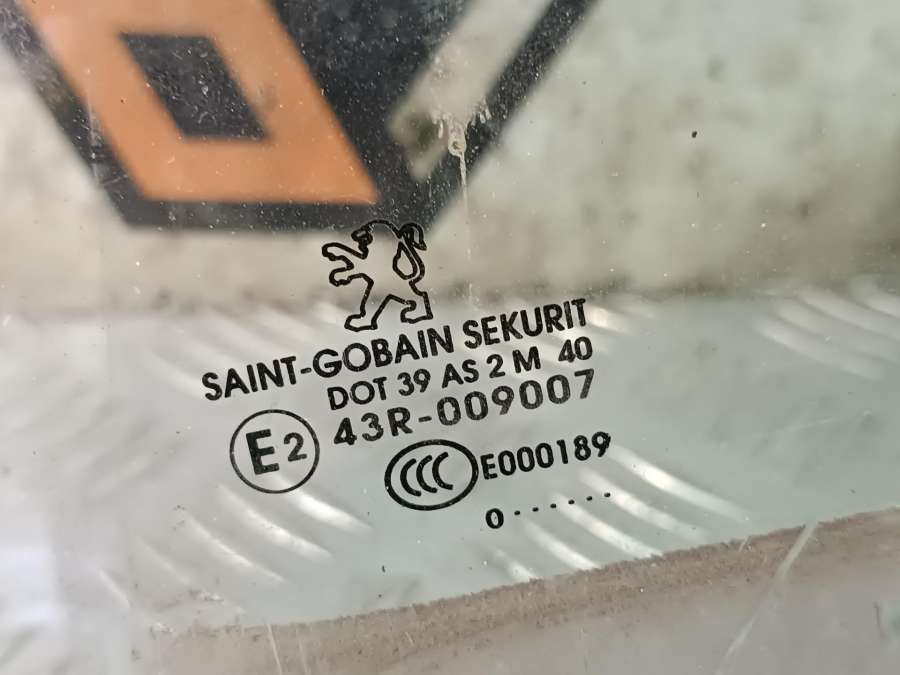 SAINT-GOBAIN SEKURIT
DOT 39 AS 2 M 40
E2 43R-009007
CCC E000189
0 ......